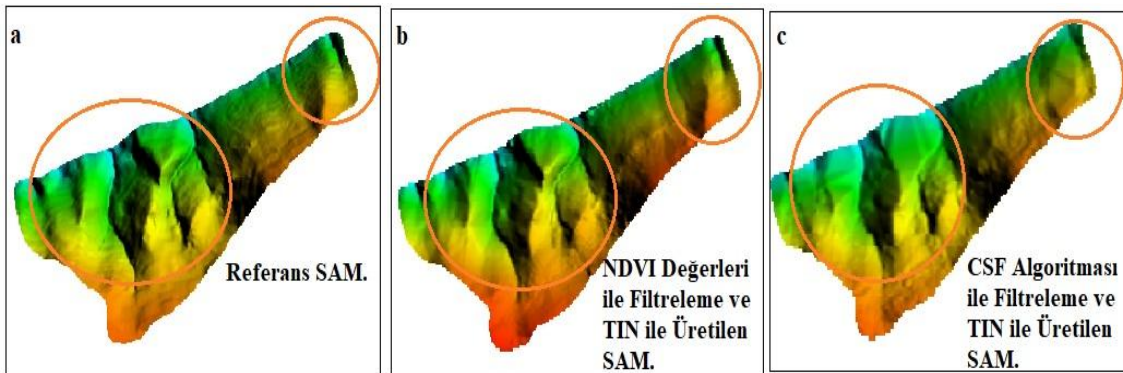 a
Referans SAM.
b
NDVI Değerleri
ile Filtreleme ve
TIN ile Üretilen
SAM.
c
CSF Algoritması
ile Filtreleme ve
TIN ile Üretilen
SAM.